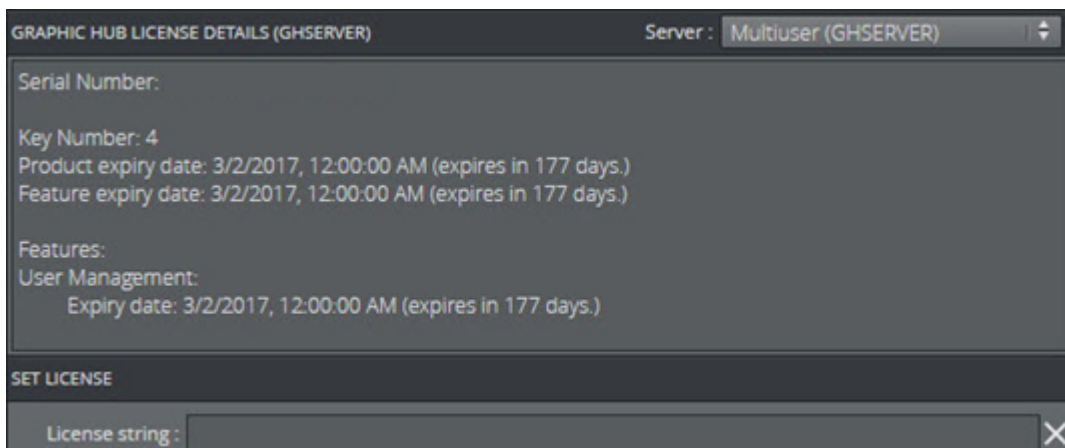 GRAPHIC HUB LICENSE DETAILS (GHSERVER) Server : Multiuser (GHSERVER)
Serial Number:
Key Number: 4
Product expiry date: 3/2/2017, 12:00:00 AM (expires in 177 days.)
Feature expiry date: 3/2/2017, 12:00:00 AM (expires in 177 days.)
Features:
User Management:
Expiry date: 3/2/2017, 12:00:00 AM (expires in 177 days.)
SET LICENSE
License string :